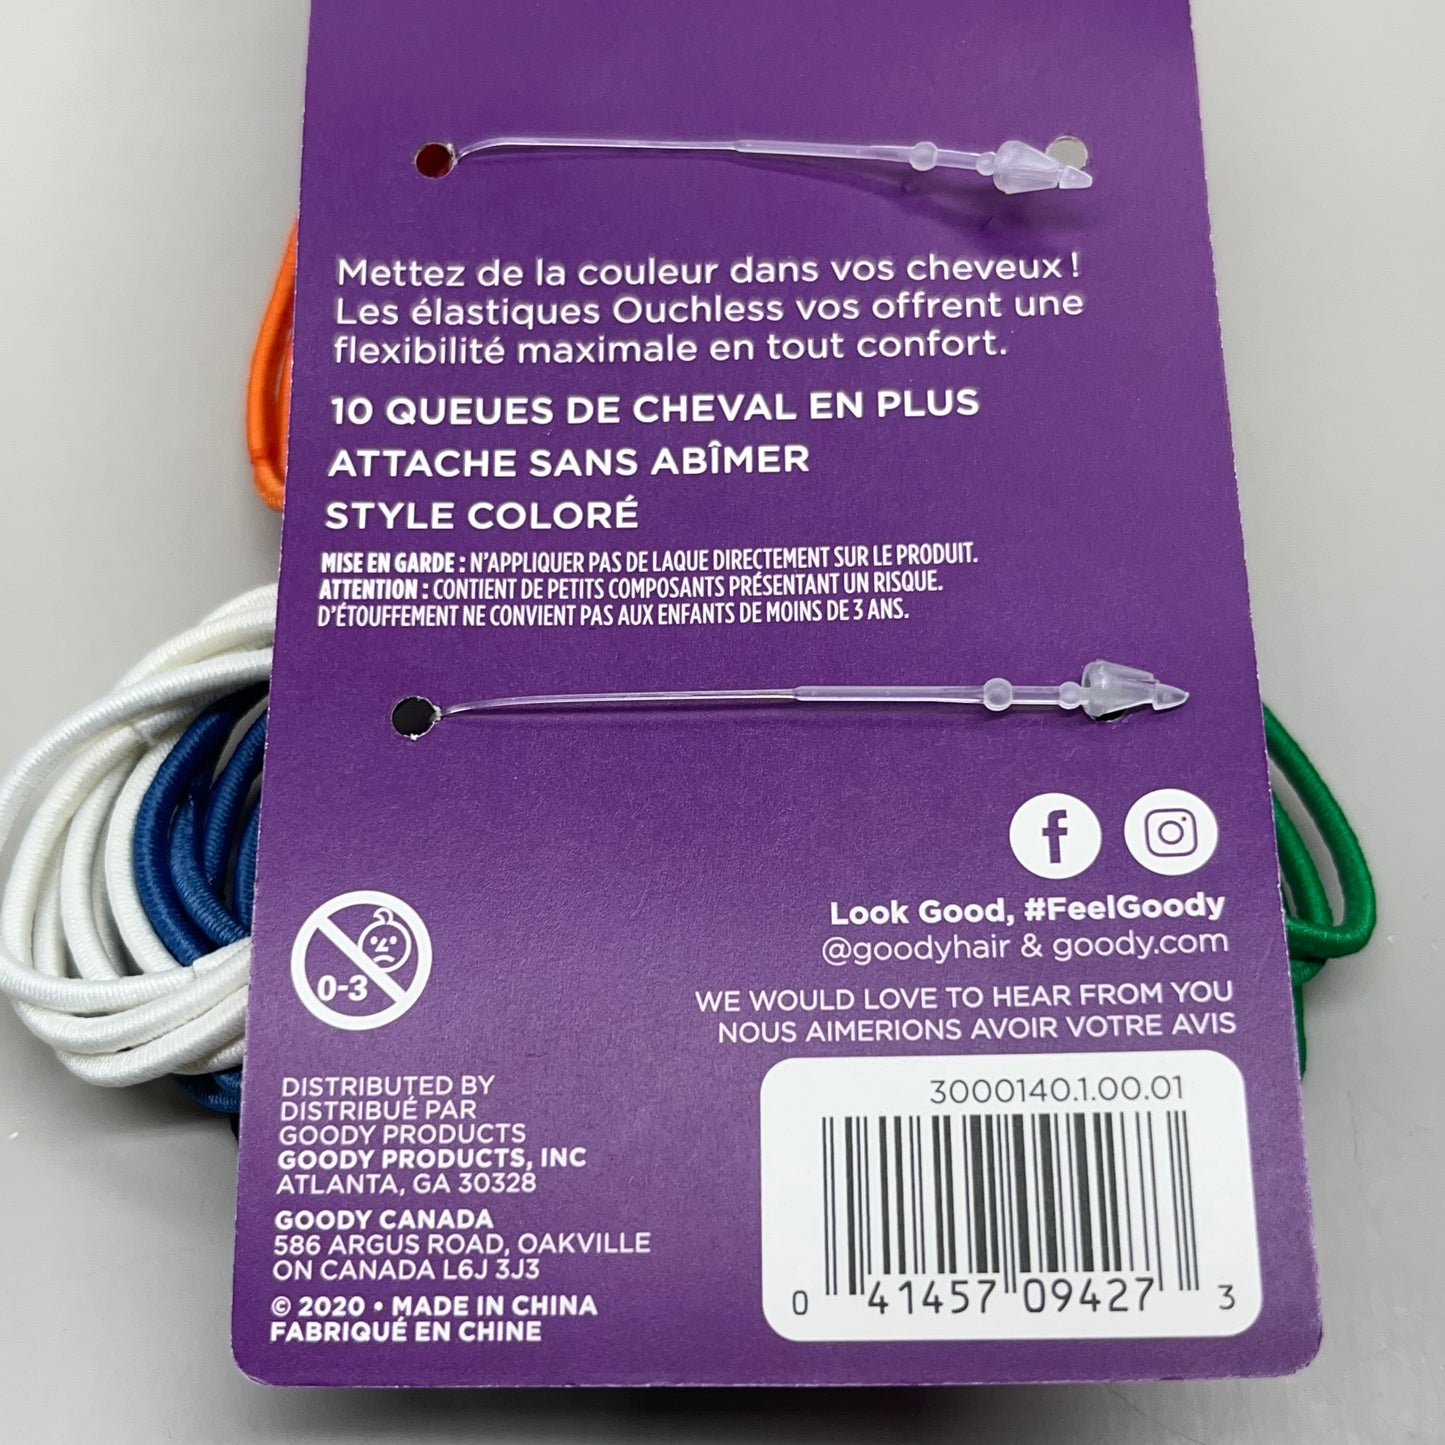 Mettez de la couleur dans vos cheveux !
Les élastiques Ouchless vos offrent une
flexibilité maximale en tout confort.
10 QUEUES DE CHEVAL EN PLUS
ATTACHE SANS ABÎMER
STYLE COLORÉ
MISE EN GARDE : N'APPLIQUER PAS DE LAQUE DIRECTEMENT SUR LE PRODUIT.
ATTENTION : CONTIENT DE PETITS COMPOSANTS PRÉSENTANT UN RISQUE.
D'ÉTOUFFEMENT NE CONVIENT PAS AUX ENFANTS DE MOINS DE 3 ANS.
f
Look Good, #FeelGoody
@goodyhair & goody.com
WE WOULD LOVE TO HEAR FROM YOU
NOUS AIMERIONS AVOIR VOTRE AVIS
0-3
DISTRIBUTED BY
DISTRIBUÉ PAR
GOODY PRODUCTS
GOODY PRODUCTS, INC
ATLANTA, GA 30328
GOODY CANADA
586 ARGUS ROAD, OAKVILLE
ON CANADA L6J 3J3
© 2020 • MADE IN CHINA
FABRIQUÉ EN CHINE
3000140.1.00.01
0 41457 09427 3